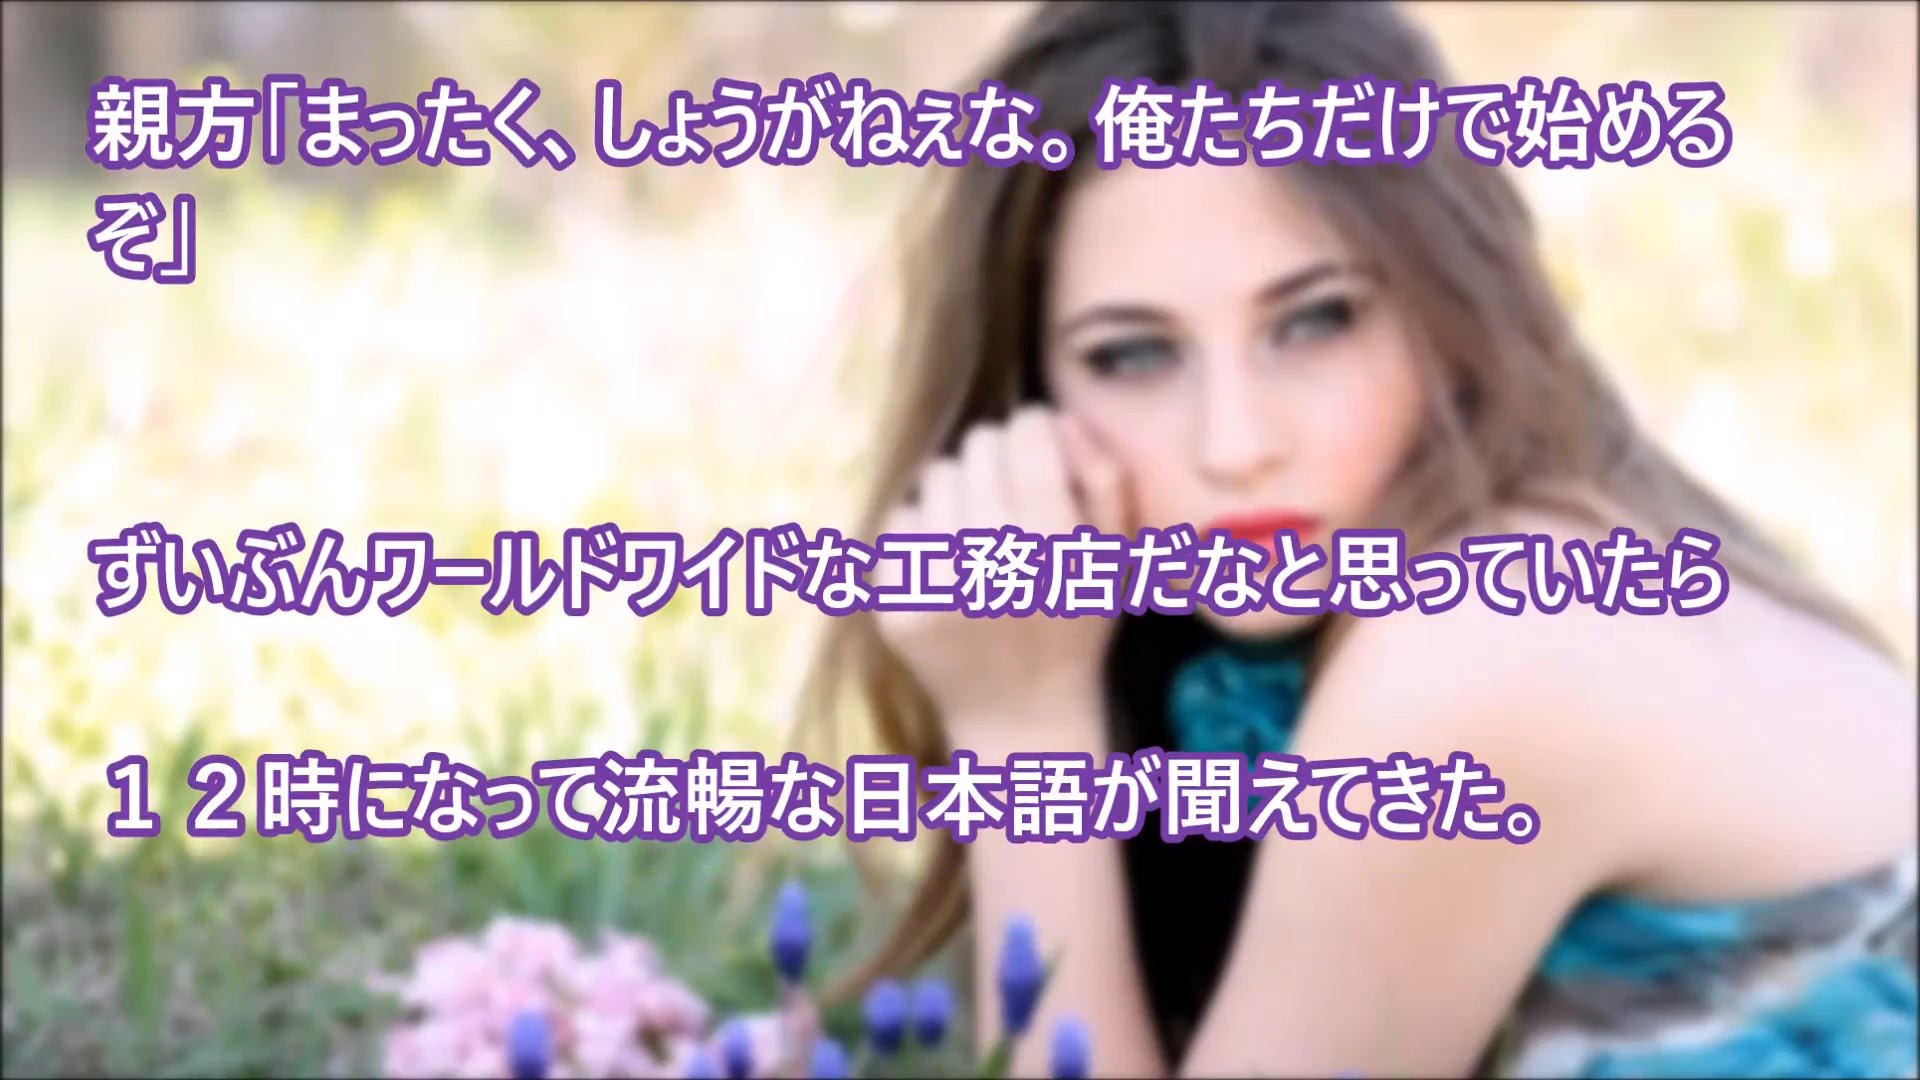 親方「まったく、しょうがねぇな。俺たちだけで始める
ぞ」
ずいぶんワールドワイドな工務店だなと思っていたら
１２時になって流暢な日本語が聞えてきた。